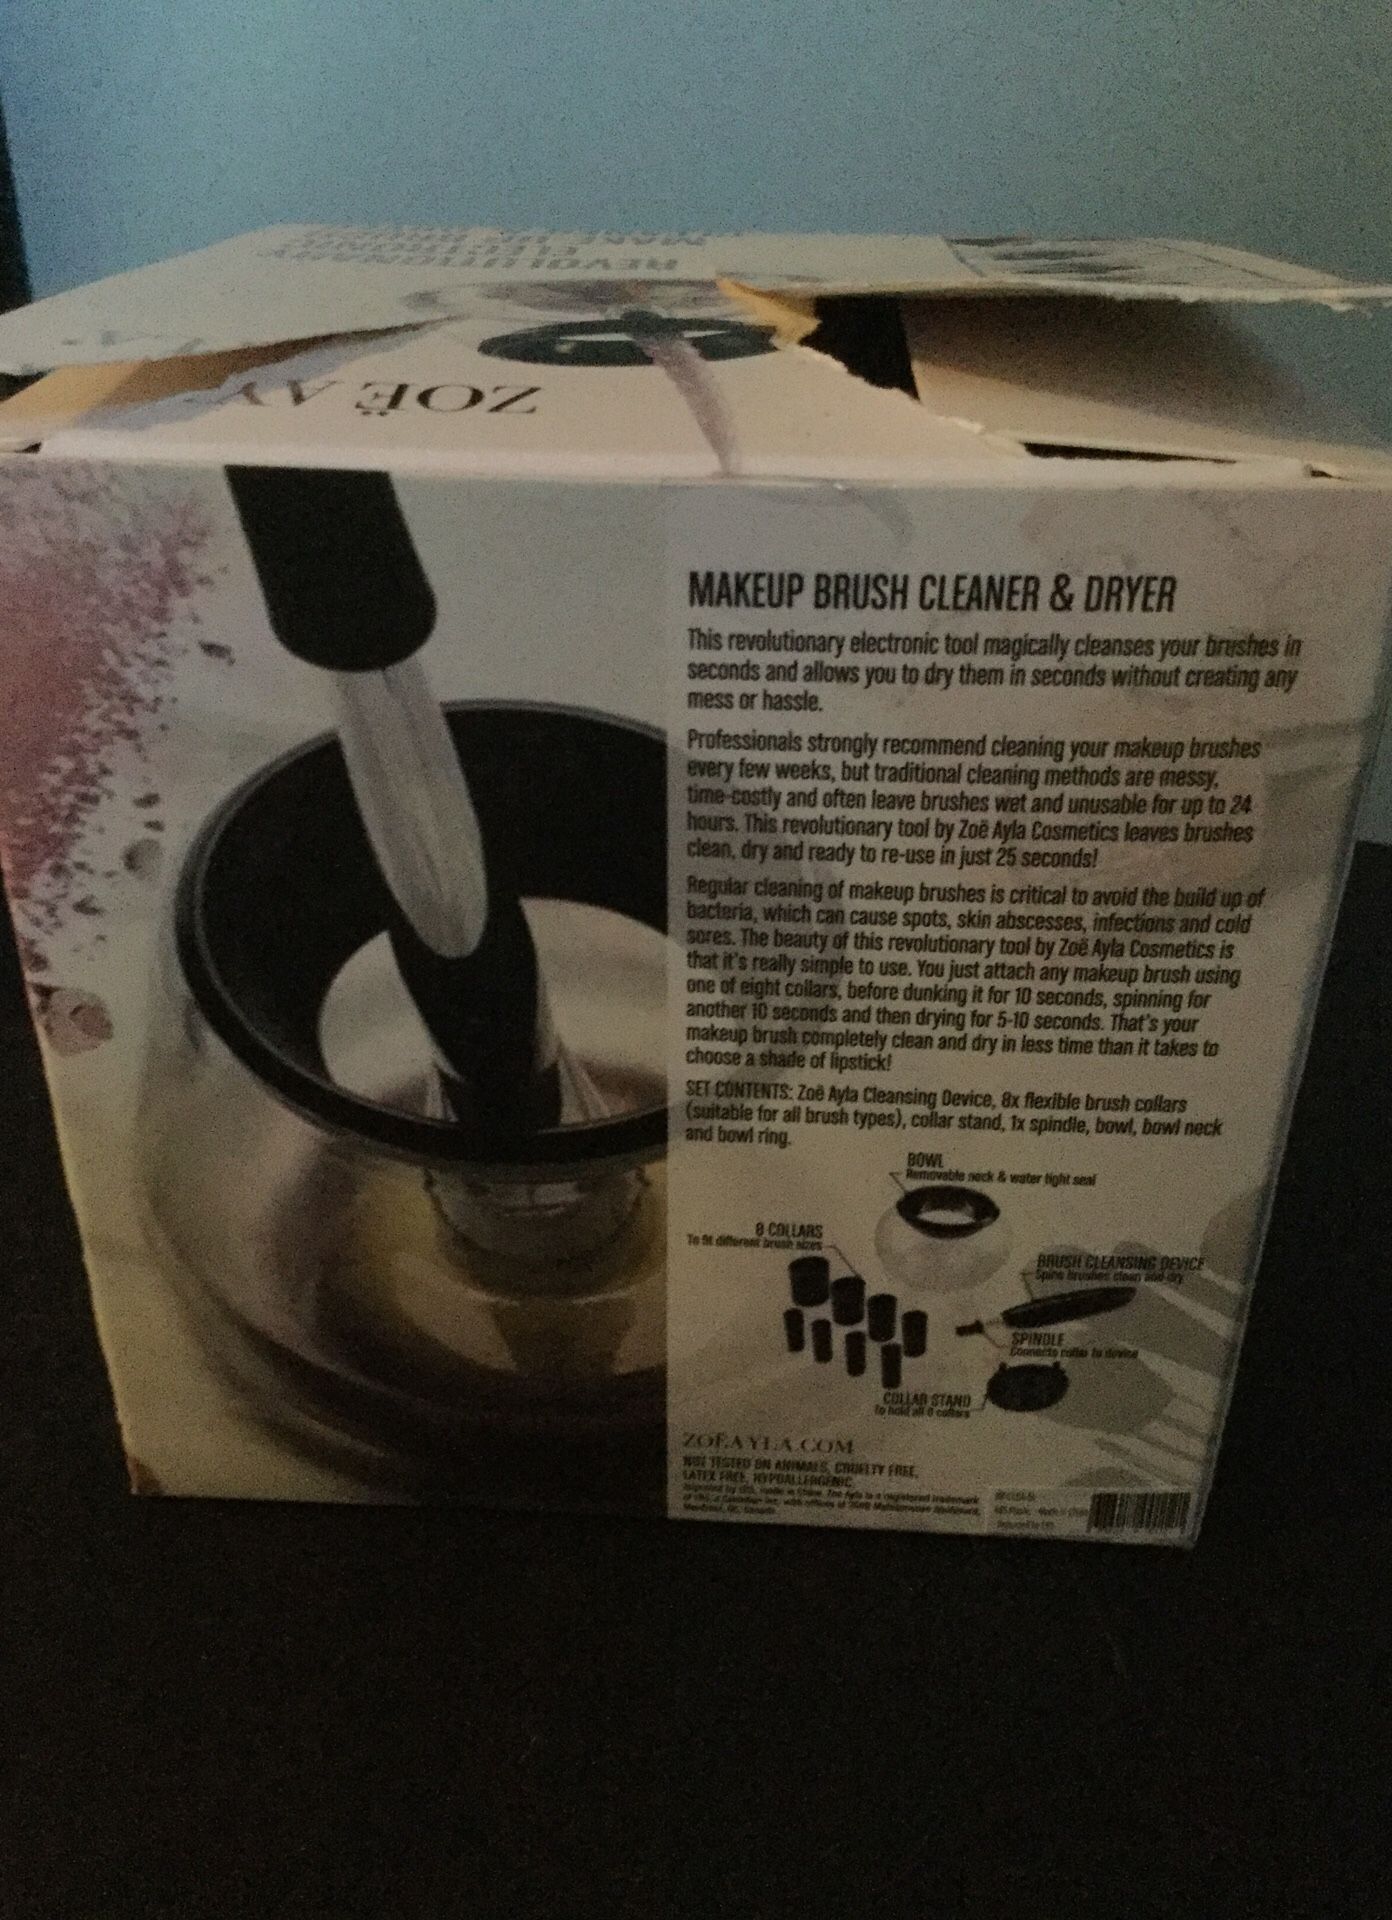 REVOLUTIONARY
ELECTRONIC
ZOË AY
MAKEUP BRUSH CLEANER & DRYER
This revolutionary electronic tool magically cleanses your brushes in
seconds and allows you to dry them in seconds without creating any
mess or hassle.
Professionals strongly recommend cleaning your makeup brushes
every few weeks, but traditional cleaning methods are messy,
time-costly and often leave brushes wet and unusable for up to 24
hours. This revolutionary tool by Zoë Ayla Cosmetics leaves brushes
clean, dry and ready to re-use in just 25 seconds!
Regular cleaning of makeup brushes is critical to avoid the build up of
bacteria, which can cause spots, skin abscesses, infections and cold
sores. The beauty of this revolutionary tool by Zoë Ayla Cosmetics is
that it's really simple to use. You just attach any makeup brush using
one of eight collars, before dunking it for 10 seconds, spinning for
another 10 seconds and then drying for 5-10 seconds. That's your
makeup brush completely clean and dry in less time than it takes to
choose a shade of lipstick!
SET CONTENTS: Zoë Ayla Cleansing Device, 8x flexible brush collars
(suitable for all brush types), collar stand, 1x spindle, bowl, bowl neck
and bowl ring.
BOWL
Removable neck & water tight seal
8 COLLARS
To fit different brush sizes
BRUSH CLEANSING DEVICE
Spins brushes clean and dry
SPINDLE
Connects collar to device
COLLAR STAND
To hold all 8 collars
ZOËAYLA.COM
NOT TESTED ON ANIMALS, CRUELTY FREE,
LATEX FREE, HYPOALLERGENIC.